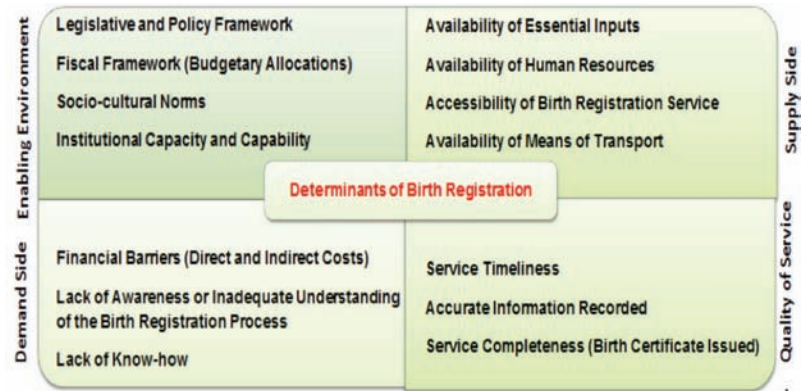 Enabling Environment
Legislative and Policy Framework
Fiscal Framework (Budgetary Allocations)
Socio-cultural Norms
Institutional Capacity and Capability
Availability of Essential Inputs
Availability of Human Resources
Accessibility of Birth Registration Service
Availability of Means of Transport
Supply Side
Determinants of Birth Registration
Demand Side
Financial Barriers (Direct and Indirect Costs)
Lack of Awareness or Inadequate Understanding
of the Birth Registration Process
Lack of Know-how
Service Timeliness
Accurate Information Recorded
Service Completeness (Birth Certificate Issued)
Quality of Service